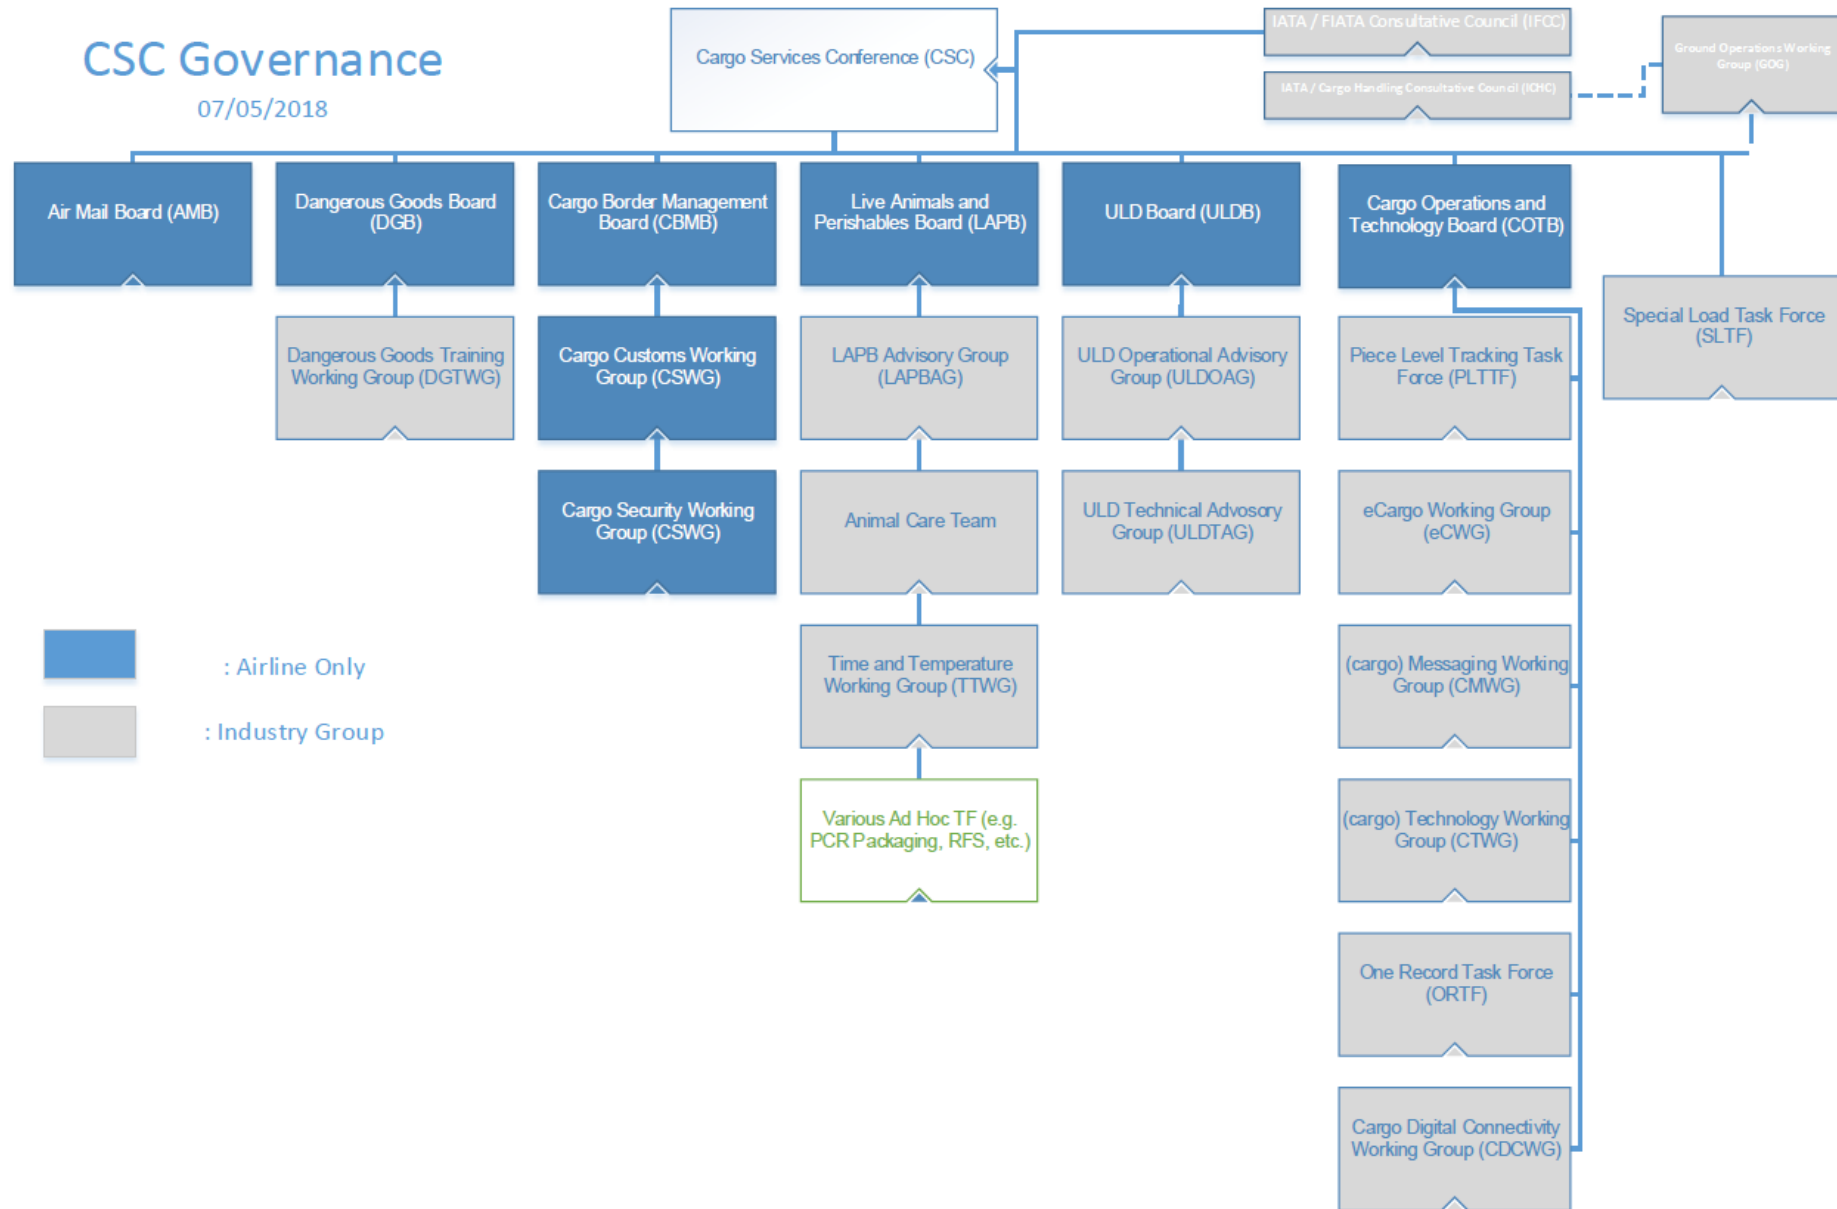 CSC Governance
07/05/2018
Cargo Services Conference (CSC)
IATA / FIATA Consultative Council (IFCC)
IATA / Cargo Handling Consultative Council (ICHC)
Ground Operations Working
Group (GOG)
Air Mail Board (AMB)
Dangerous Goods Board
(DGB)
Cargo Border Management
Board (CBMB)
Live Animals and
Perishables Board (LAPB)
ULD Board (ULDB)
Cargo Operations and
Technology Board (COTB)
Special Load Task Force
(SLTF)
Dangerous Goods Training
Working Group (DGTWG)
Cargo Customs Working
Group (CSWG)
LAPB Advisory Group
(LAPBAG)
ULD Operational Advisory
Group (ULDOAG)
Piece Level Tracking Task
Force (PLTTF)
Cargo Security Working
Group (CSWG)
Animal Care Team
ULD Technical Advosory
Group (ULDTAG)
eCargo Working Group
(eCWG)
: Airline Only
: Industry Group
Time and Temperature
Working Group (TTWG)
(cargo) Messaging Working
Group (CMWG)
Various Ad Hoc TF (e.g.
PCR Packaging, RFS, etc.)
(cargo) Technology Working
Group (CTWG)
One Record Task Force
(ORTF)
Cargo Digital Connectivity
Working Group (CDCWG)